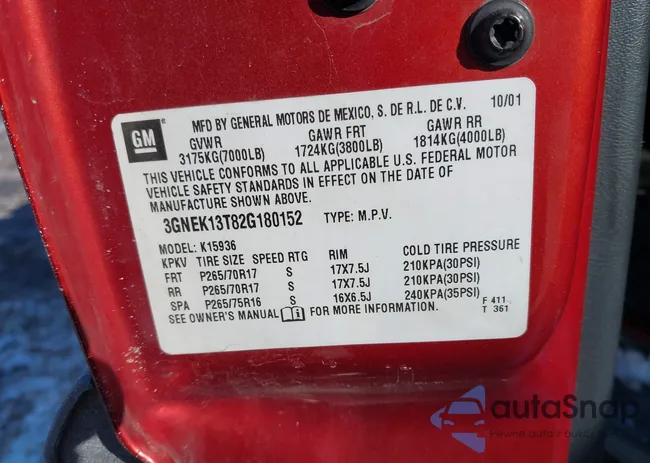 MFD BY GENERAL MOTORS DE MEXICO, S. DE R.L. DE C.V. 10/01
GM
GVWR GAWR FRT GAWR RR
3175KG(7000LB) 1724KG(3800LB) 1814KG(4000LB)
THIS VEHICLE CONFORMS TO ALL APPLICABLE U.S. FEDERAL MOTOR
VEHICLE SAFETY STANDARDS IN EFFECT ON THE DATE OF
MANUFACTURE SHOWN ABOVE.
3GNEK13T82G180152 TYPE: M.P.V.
MODEL: K15936
KPKV TIRE SIZE SPEED RTG RIM COLD TIRE PRESSURE
FRT P265/70R17 S 17X7.5J 210KPA(30PSI)
RR P265/70R17 S 17X7.5J 210KPA(30PSI)
SPA P265/75R16 S 16X6.5J 240KPA(35PSI)
SEE OWNER'S MANUAL FOR MORE INFORMATION.
F 411
T 361
autaSnap
Pewne auta z